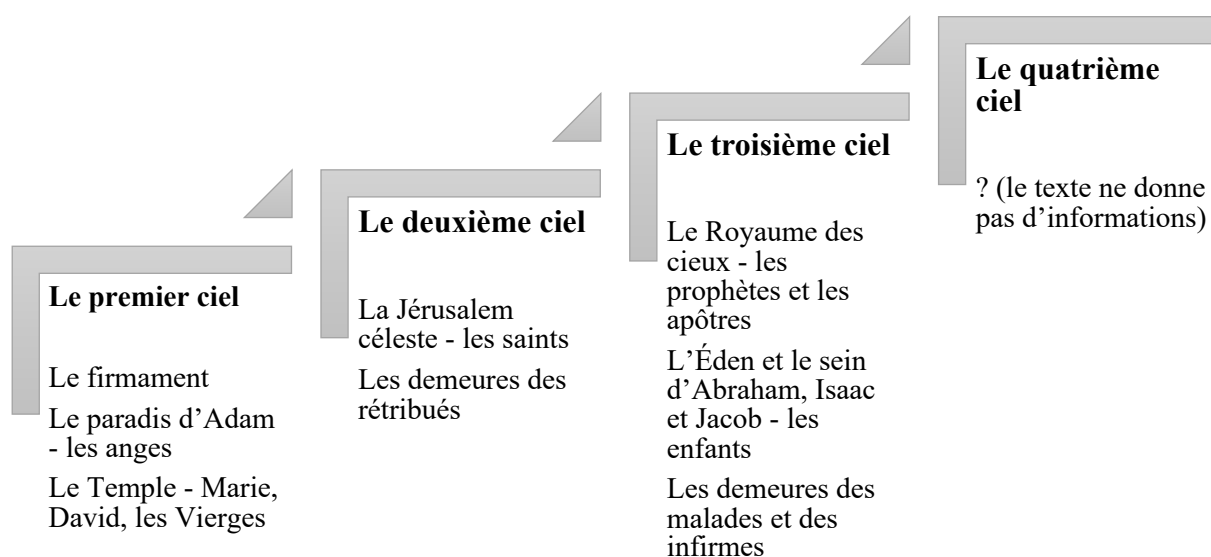 Le premier ciel
Le firmament
Le paradis d’Adam
- les anges
Le Temple - Marie,
David, les Vierges
Le deuxième ciel
La Jérusalem
céleste - les saints
Les demeures des
rétribués
Le troisième ciel
Le Royaume des
cieux - les
prophètes et les
apôtres
L’Éden et le sein
d’Abraham, Isaac
et Jacob - les
enfants
Les demeures des
malades et des
infirmes
Le quatrième
ciel
? (le texte ne donne
pas d’informations)